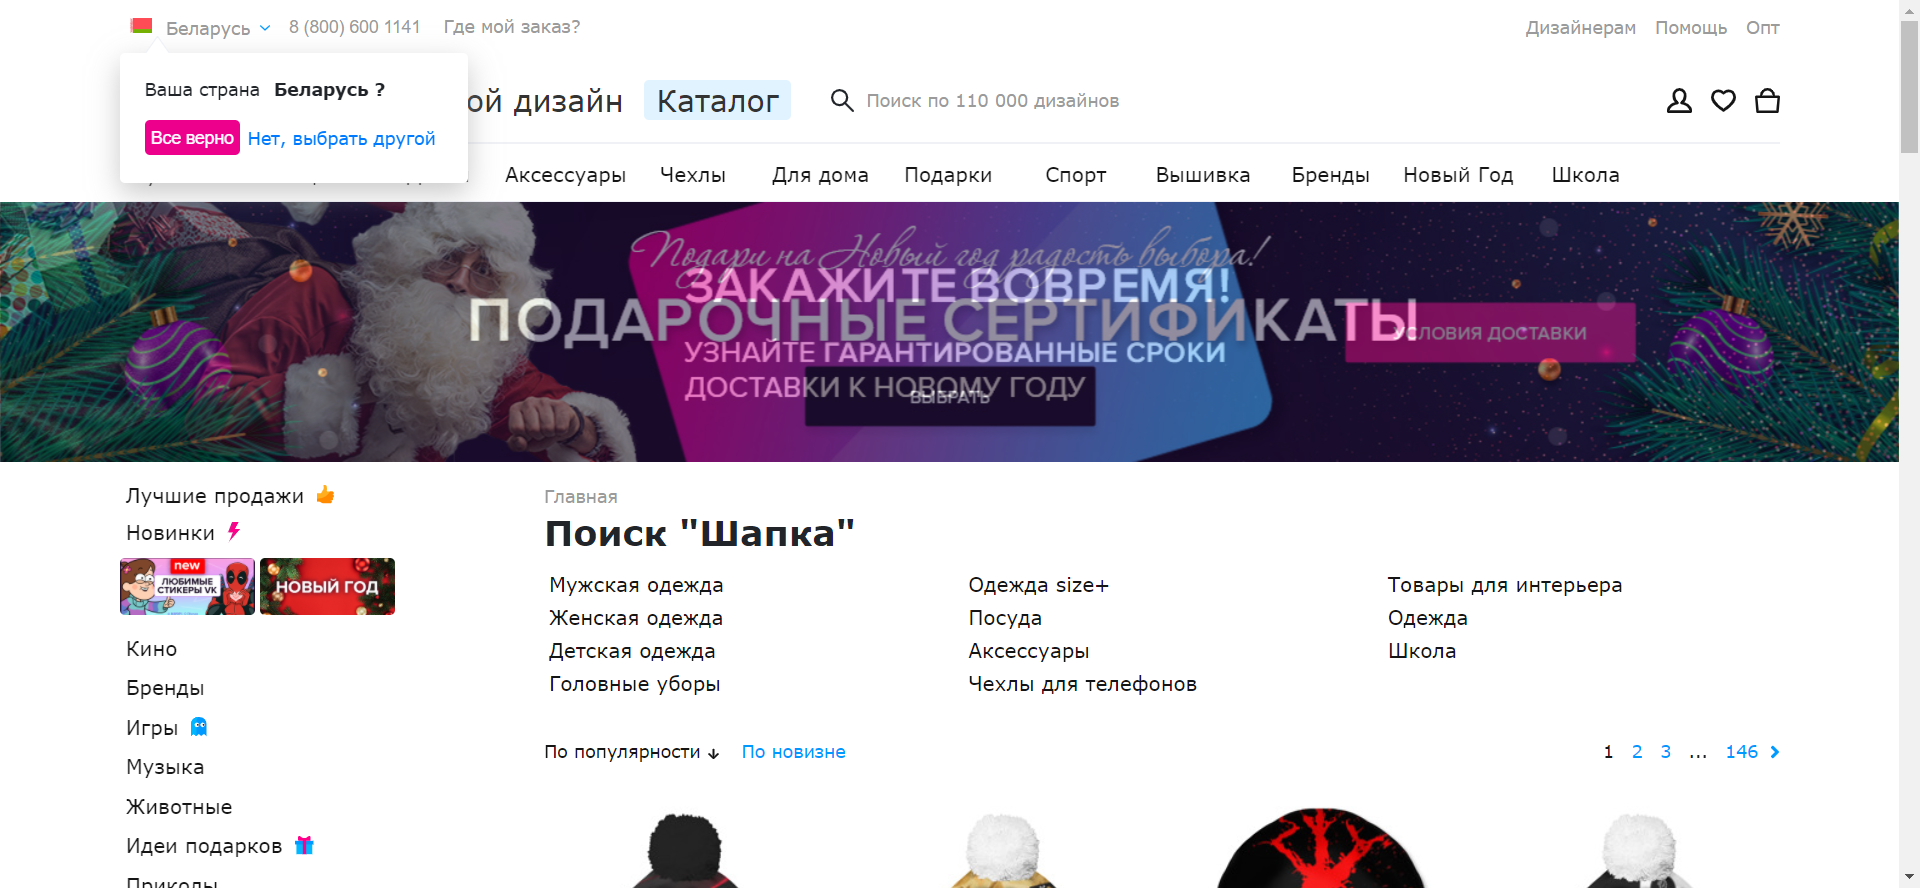 Беларусь 8 (800) 600 1141 Где мой заказ? Дизайнерам Помощь Опт
Ваша страна Беларусь ?
Все верно Нет, выбрать другой
ой дизайн Каталог Поиск по 110 000 дизайнов
Аксессуары Чехлы Для дома Подарки Спорт Вышивка Бренды Новый Год Школа
Подари на Новый год радость выбора!
ЗАКАЖИТЕ ВОВРЕМЯ!
ПОДАРОЧНЫЕ СЕРТИФИКАТЫ
УСЛОВИЯ ДОСТАВКИ
УЗНАЙТЕ ГАРАНТИРОВАННЫЕ СРОКИ
ДОСТАВКИ К НОВОМУ ГОДУ
ВЫБРАТЬ
Лучшие продажи
Новинки
new
ЛЮБИМЫЕ
СТИКЕРЫ VK
НОВЫЙ ГОД
Кино
Бренды
Игры
Музыка
Животные
Идеи подарков
Приколы
Главная
Поиск "Шапка"
Мужская одежда
Женская одежда
Детская одежда
Головные уборы
Одежда size+
Посуда
Аксессуары
Чехлы для телефонов
Товары для интерьера
Одежда
Школа
По популярности По новизне 1 2 3 ... 146